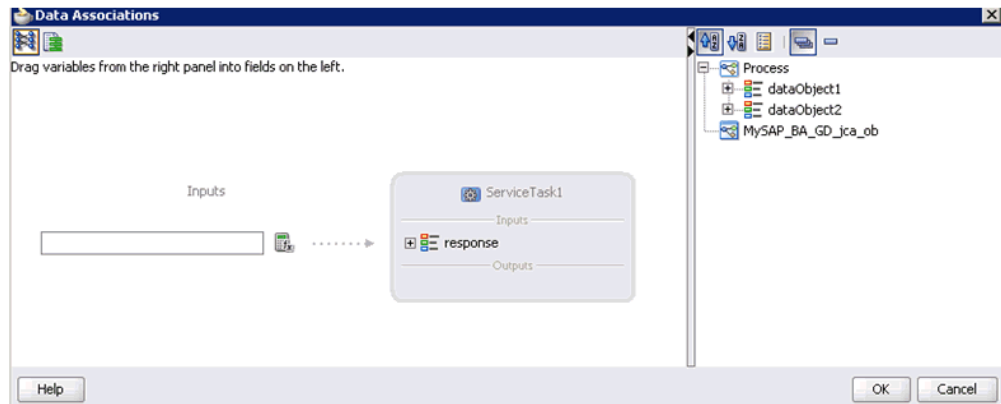 Data Associations
Drag variables from the right panel into fields on the left.
Process
dataObject1
dataObject2
MySAP_BA_GD_jca_ob
Inputs
ServiceTask1
Inputs
response
Outputs
Help
OK
Cancel